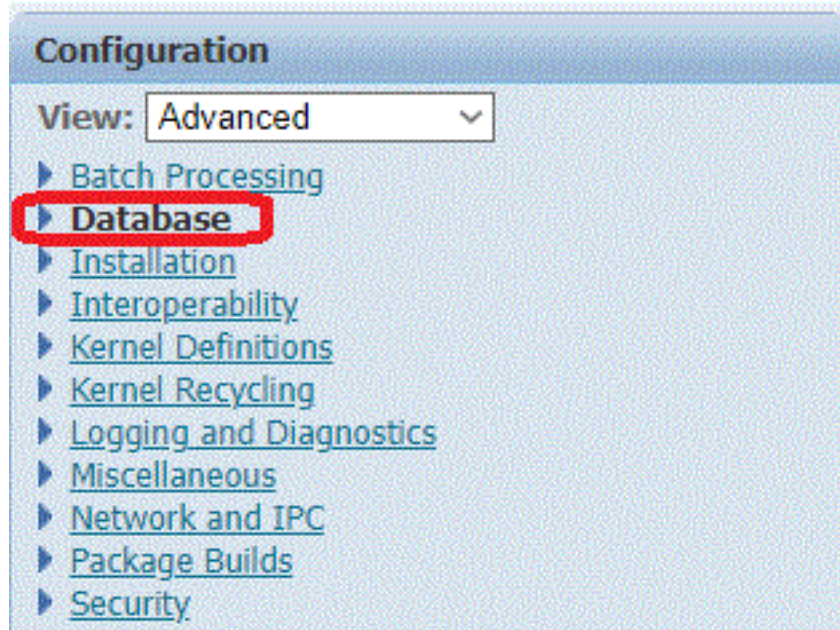 Configuration
View: Advanced
Batch Processing
Database
Installation
Interoperability
Kernel Definitions
Kernel Recycling
Logging and Diagnostics
Miscellaneous
Network and IPC
Package Builds
Security